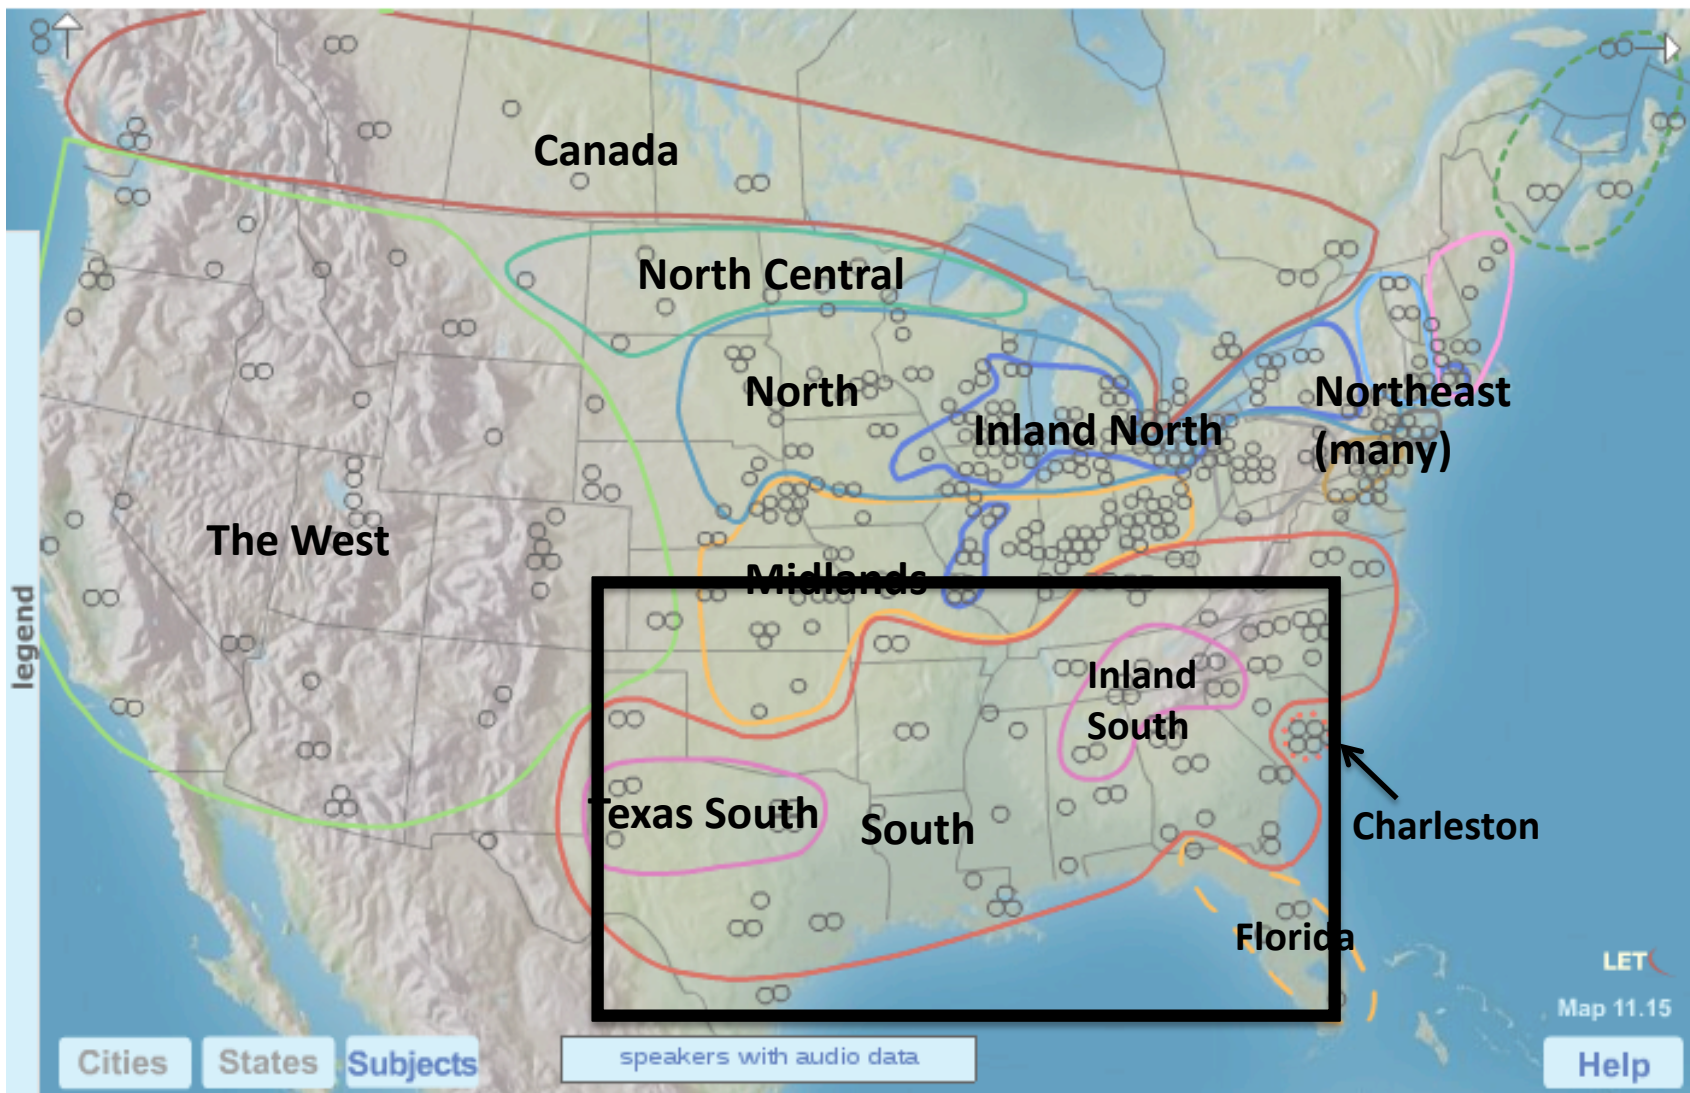 Canada
North Central
North
Inland North
Northeast
(many)
The West
Midlands
legend
Inland
South
Texas South
South
Charleston
Florida
LET
Map 11.15
Cities
States
Subjects
speakers with audio data
Help